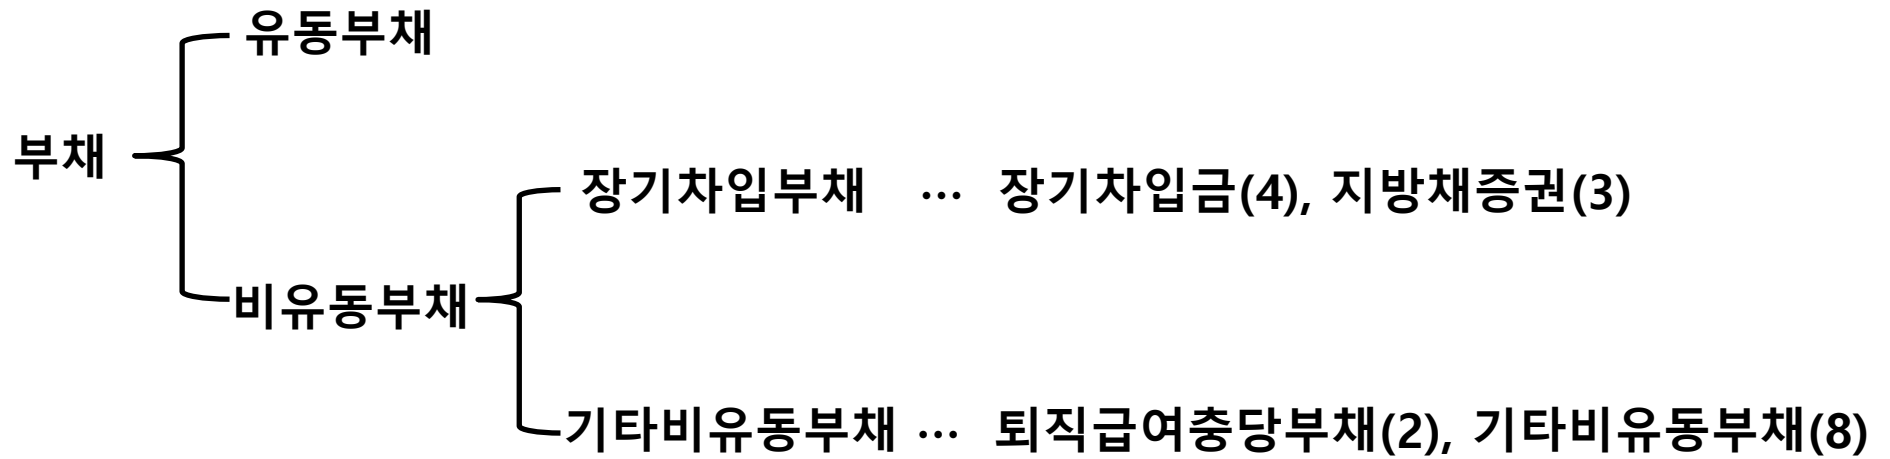 유동부채
부채
장기차입부채 … 장기차입금(4), 지방채증권(3)
비유동부채
기타비유동부채 … 퇴직급여충당부채(2), 기타비유동부채(8)